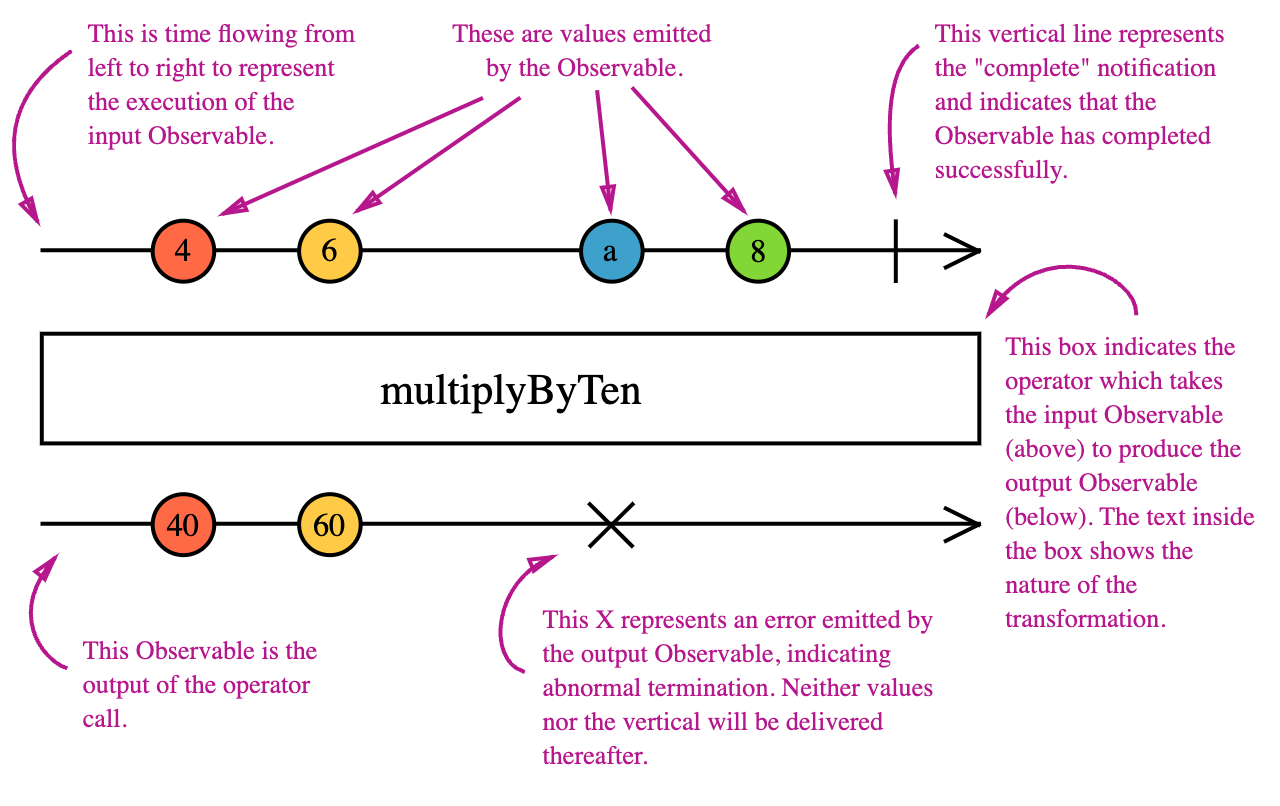 This is time flowing from
left to right to represent
the execution of the
input Observable.
These are values emitted
by the Observable.
This vertical line represents
the "complete" notification
and indicates that the
Observable has completed
successfully.
4
6
a
8
This box indicates the
operator which takes
the input Observable
(above) to produce the
output Observable
(below). The text inside
the box shows the
nature of the
transformation.
multiplyByTen
40
60
This Observable is the
output of the operator
call.
This X represents an error emitted by
the output Observable, indicating
abnormal termination. Neither values
nor the vertical will be delivered
thereafter.